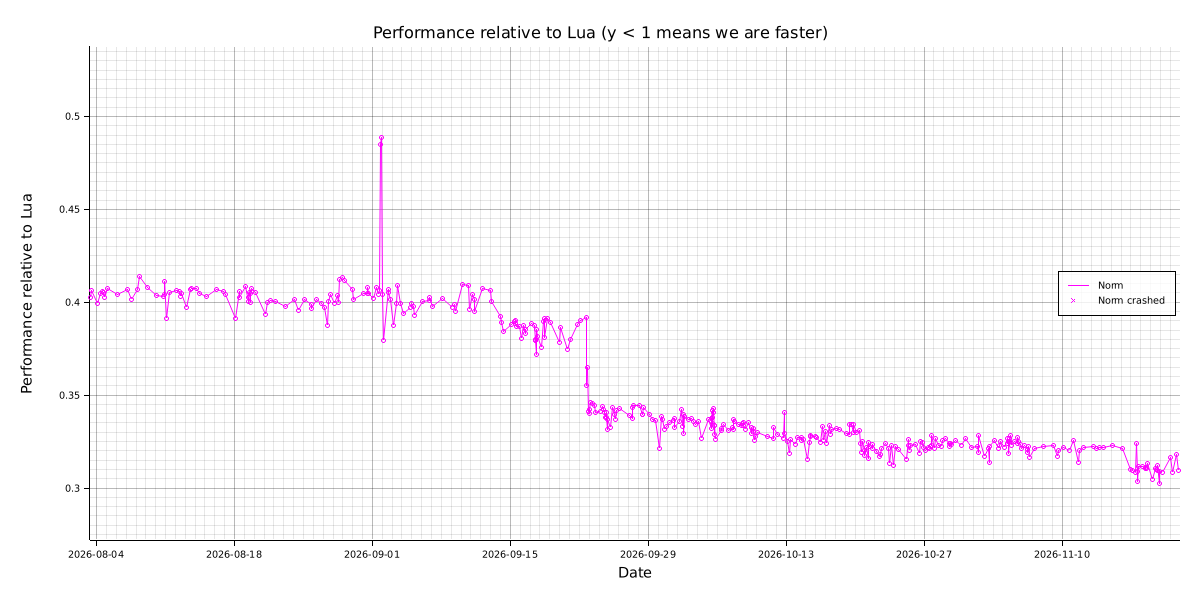 Performance relative to Lua (y < 1 means we are faster)
Performance relative to Lua
0.5
0.45
0.4
0.35
0.3
Norm
Norm crashed
2026-08-04
2026-08-18
2026-09-01
2026-09-15
2026-09-29
2026-10-13
2026-10-27
2026-11-10
Date